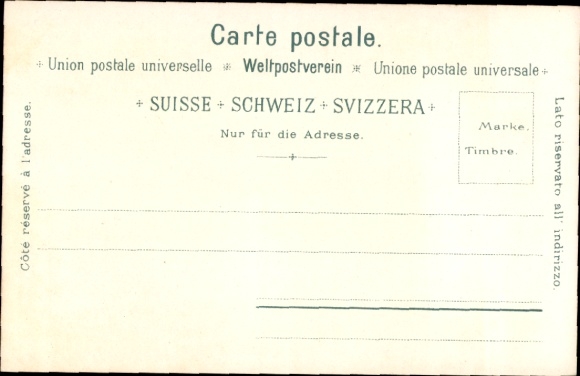 Carte postale.
+ Union postale universelle * Weltpostverein * Unione postale universale +
+ SUISSE + SCHWEIZ + SVIZZERA +
Nur für die Adresse.
Marke.
Timbre.
Côté réservé à l'adresse.
Lato riservato all' indirizzo.